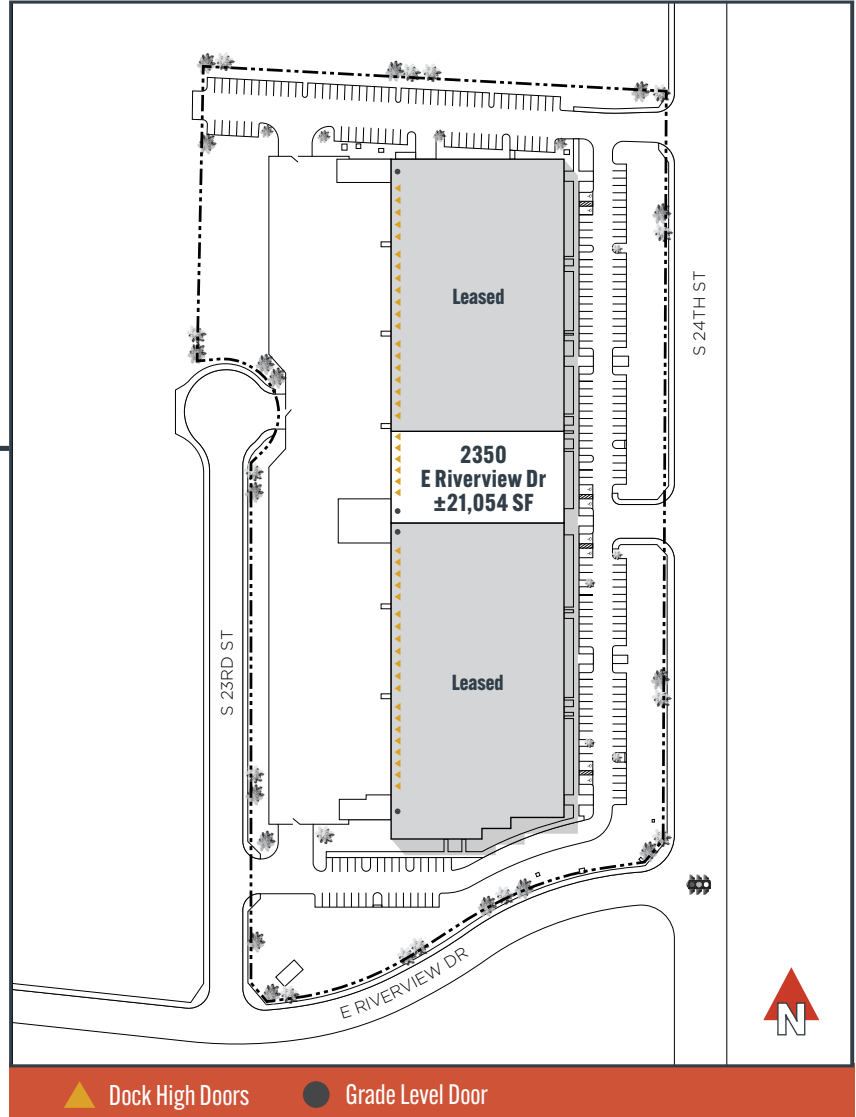 Leased
S 24TH ST
2350
E Riverview Dr
±21,054 SF
S 23RD ST
Leased
E RIVERVIEW DR
N
Dock High Doors
Grade Level Door